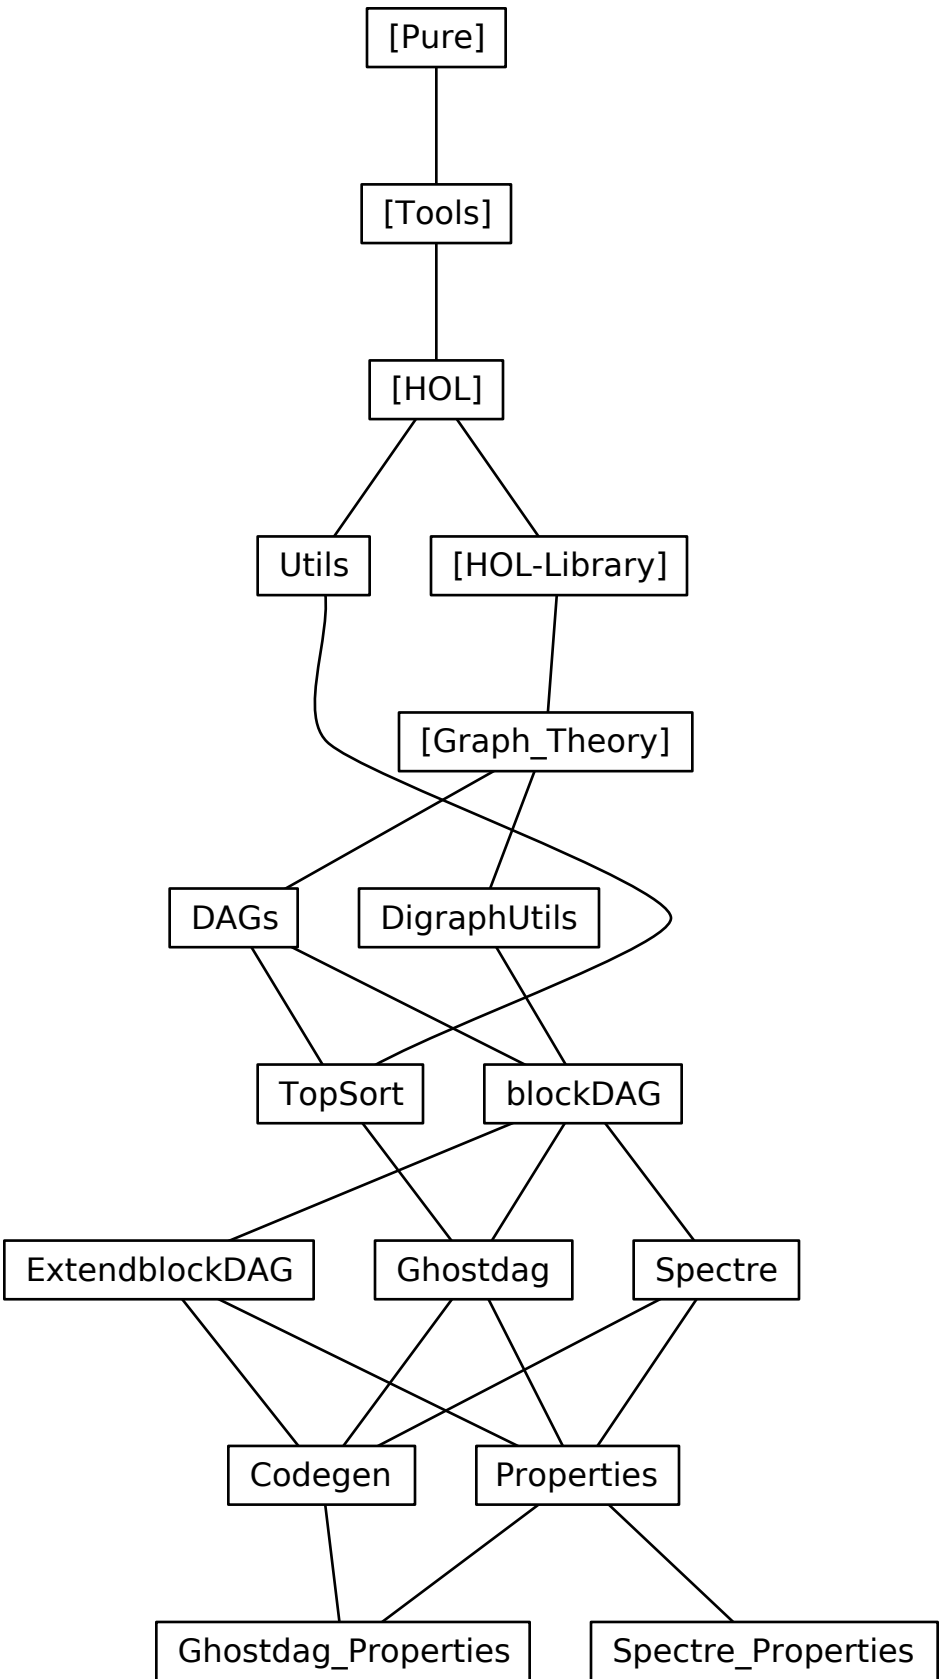 [Pure]
[Tools]
[HOL]
Utils
[HOL-Library]
[Graph_Theory]
DAGs
DigraphUtils
TopSort
blockDAG
ExtendblockDAG
Ghostdag
Spectre
Codegen
Properties
Ghostdag_Properties
Spectre_Properties